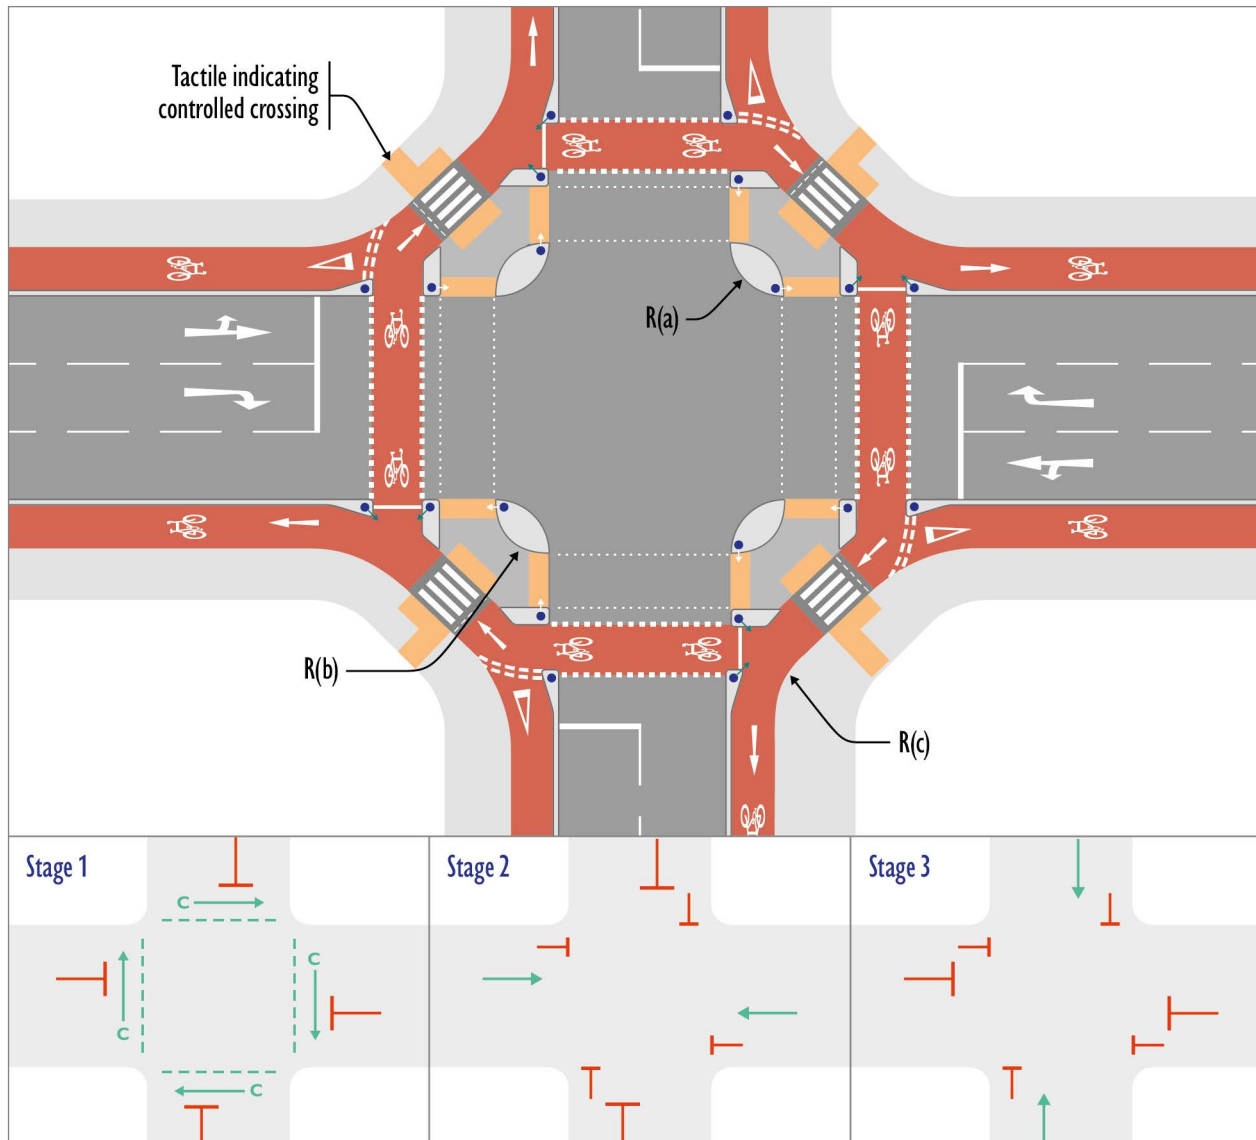 Tactile indicating
controlled crossing
R(a)
R(b)
R(c)
Stage 1
C
C
C
C
Stage 2
Stage 3